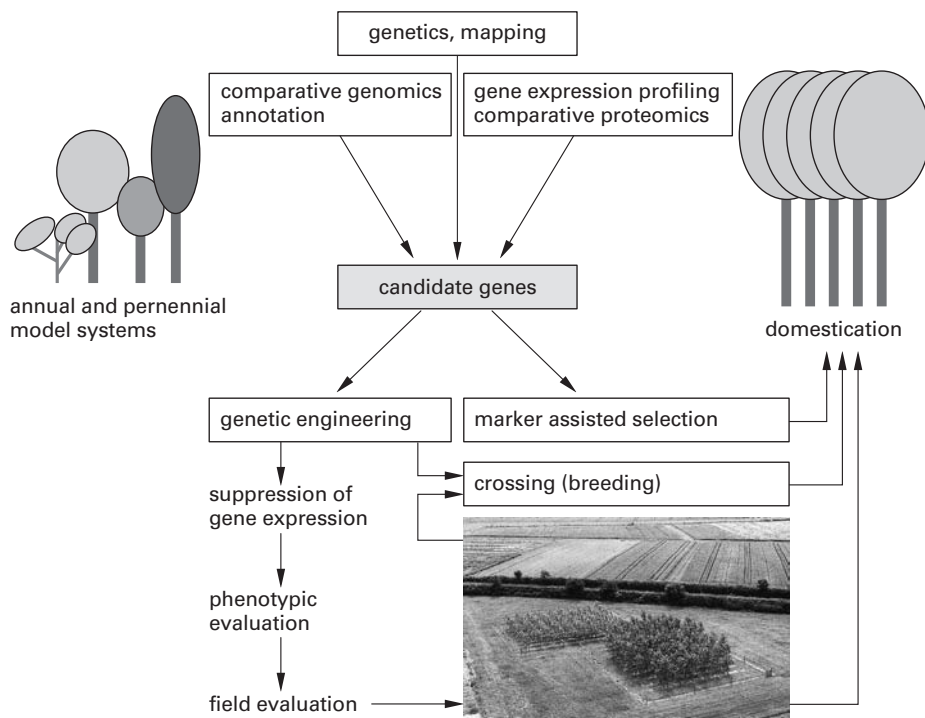 genetics, mapping
comparative genomics
annotation
gene expression profiling
comparative proteomics
annual and pernennial
model systems
candidate genes
domestication
genetic engineering
marker assisted selection
crossing (breeding)
suppression of
gene expression
phenotypic
evaluation
field evaluation